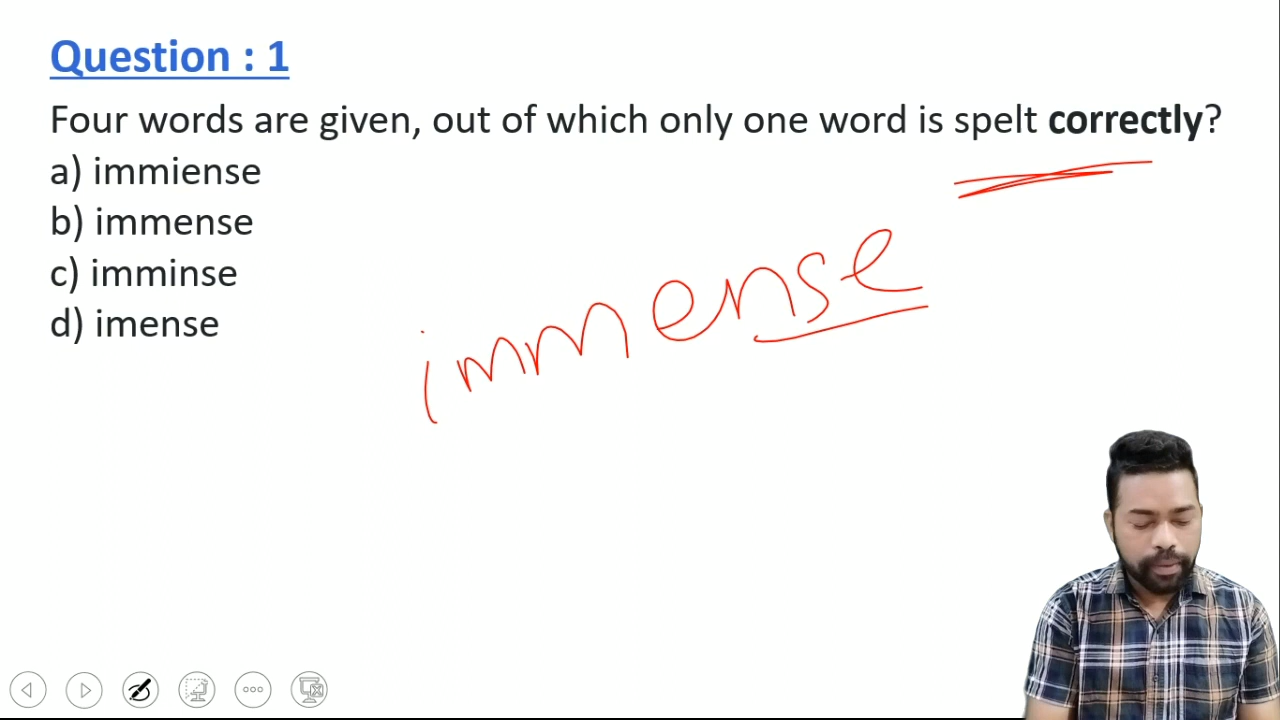 Question : 1
Four words are given, out of which only one word is spelt correctly?
a) immiense
b) immense
c) imminse
d) imense
immense